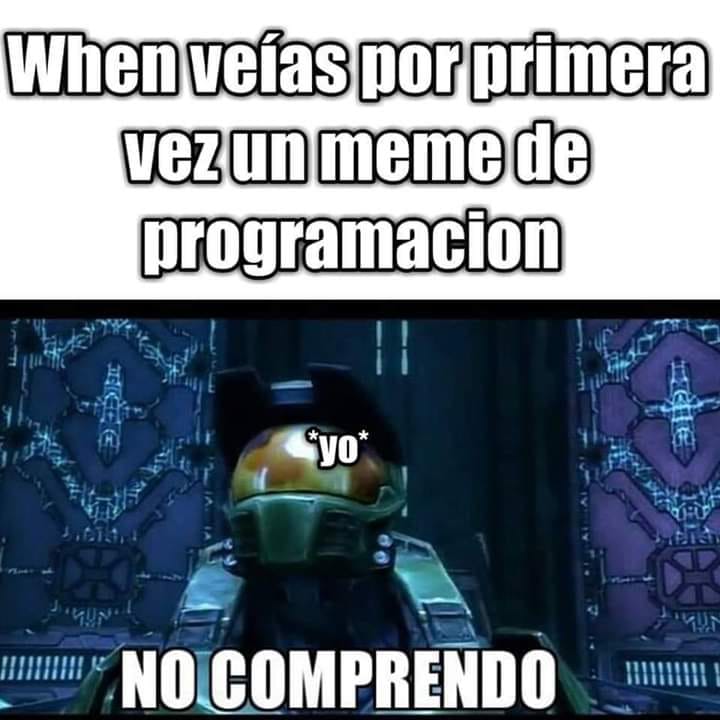 When veías por primera
vez un meme de
programacion
*yo*
NO COMPRENDO